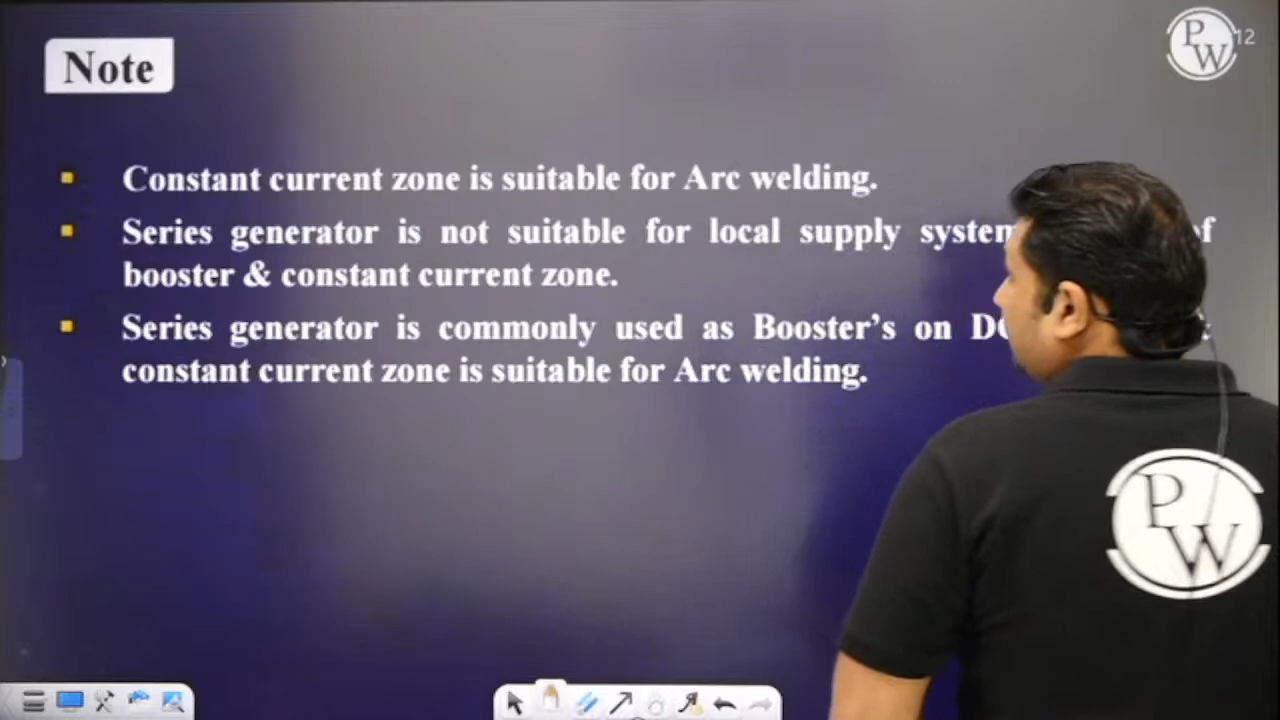 Note
PW
12
Constant current zone is suitable for Arc welding.
Series generator is not suitable for local supply system of
booster & constant current zone.
Series generator is commonly used as Booster's on
constant current zone is suitable for Arc welding.
PW